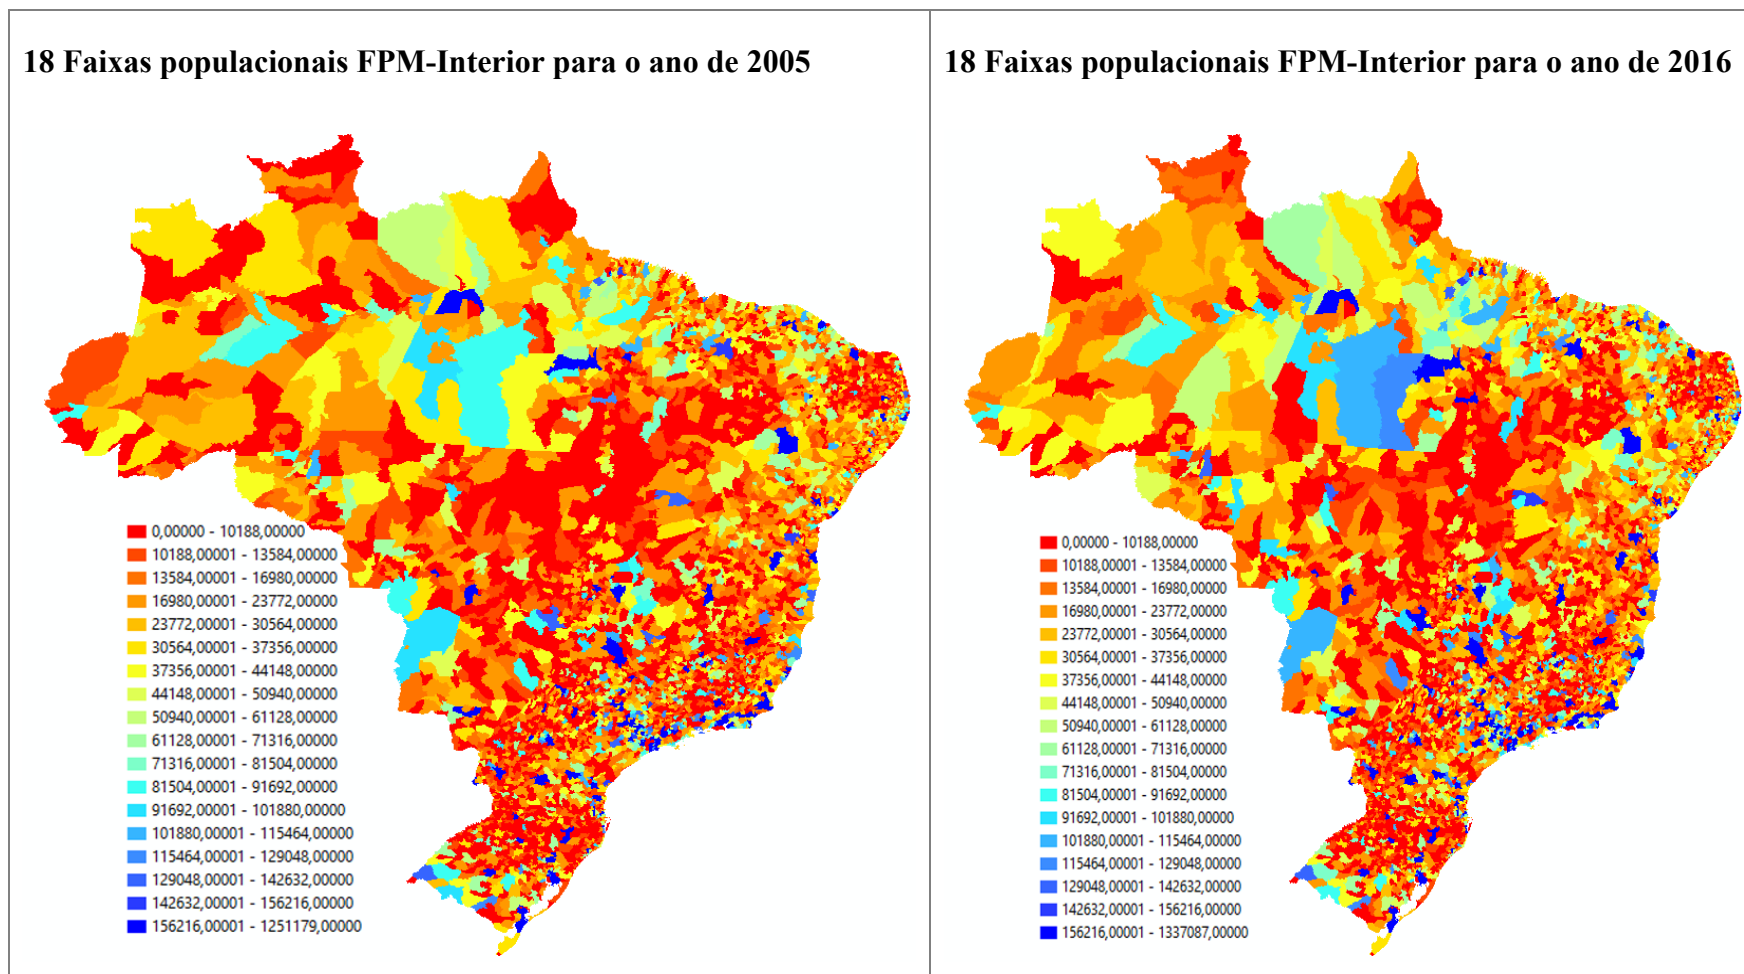 18 Faixas populacionais FPM-Interior para o ano de 2005
0,00000 - 10188,00000
10188,00001 - 13584,00000
13584,00001 - 16980,00000
16980,00001 - 23772,00000
23772,00001 - 30564,00000
30564,00001 - 37356,00000
37356,00001 - 44148,00000
44148,00001 - 50940,00000
50940,00001 - 61128,00000
61128,00001 - 71316,00000
71316,00001 - 81504,00000
81504,00001 - 91692,00000
91692,00001 - 101880,00000
101880,00001 - 115464,00000
115464,00001 - 129048,00000
129048,00001 - 142632,00000
142632,00001 - 156216,00000
156216,00001 - 1251179,00000
18 Faixas populacionais FPM-Interior para o ano de 2016
0,00000 - 10188,00000
10188,00001 - 13584,00000
13584,00001 - 16980,00000
16980,00001 - 23772,00000
23772,00001 - 30564,00000
30564,00001 - 37356,00000
37356,00001 - 44148,00000
44148,00001 - 50940,00000
50940,00001 - 61128,00000
61128,00001 - 71316,00000
71316,00001 - 81504,00000
81504,00001 - 91692,00000
91692,00001 - 101880,00000
101880,00001 - 115464,00000
115464,00001 - 129048,00000
129048,00001 - 142632,00000
142632,00001 - 156216,00000
156216,00001 - 1337087,00000